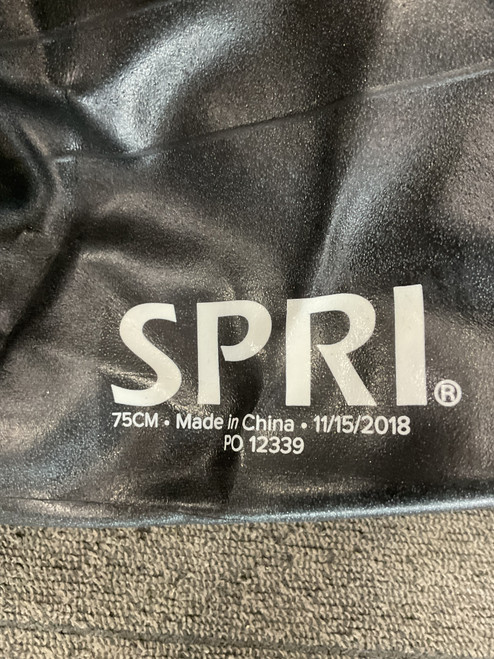 SPRI®
75CM • Made in China • 11/15/2018
PO 12339